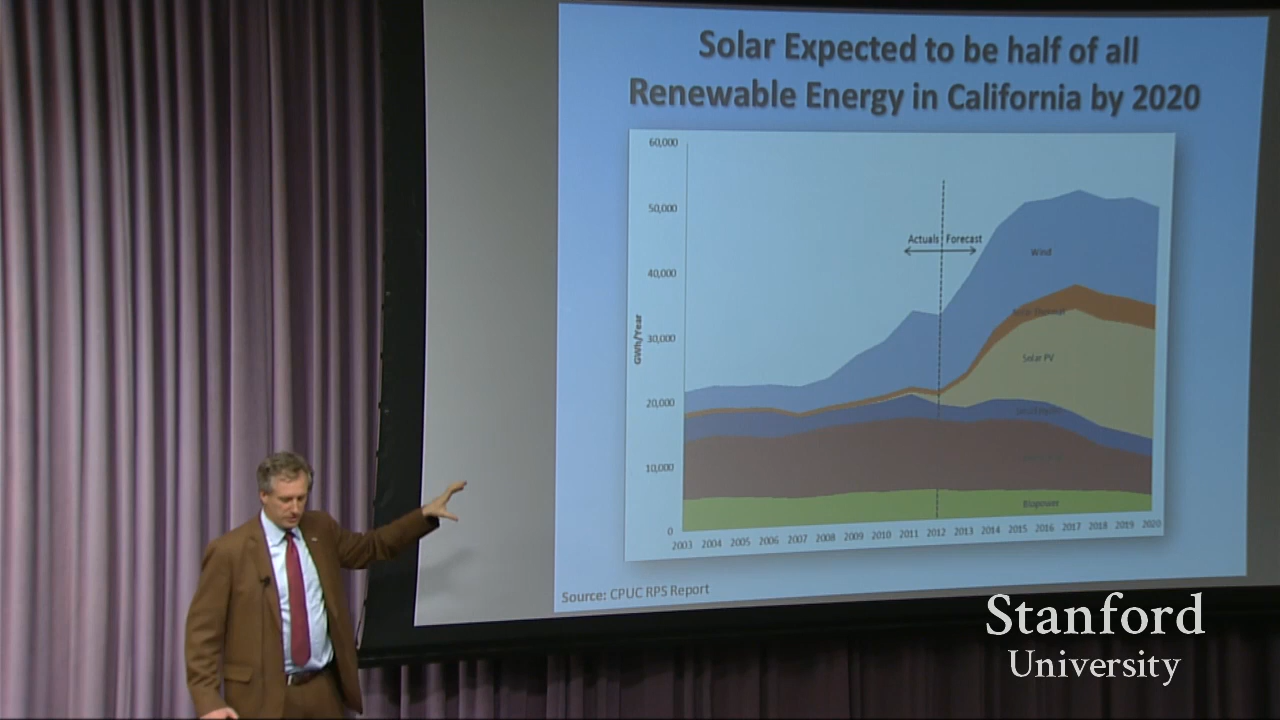 Solar Expected to be half of all
Renewable Energy in California by 2020
60,000
50,000
40,000
30,000
20,000
10,000
0
GWh/Year
Actuals Forecast
Wind
Solar PV
Biopower
2003 2004 2005 2006 2007 2008 2009 2010 2011 2012 2013 2014 2015 2016 2017 2018 2019 2020
Source: CPUC RPS Report
Stanford
University